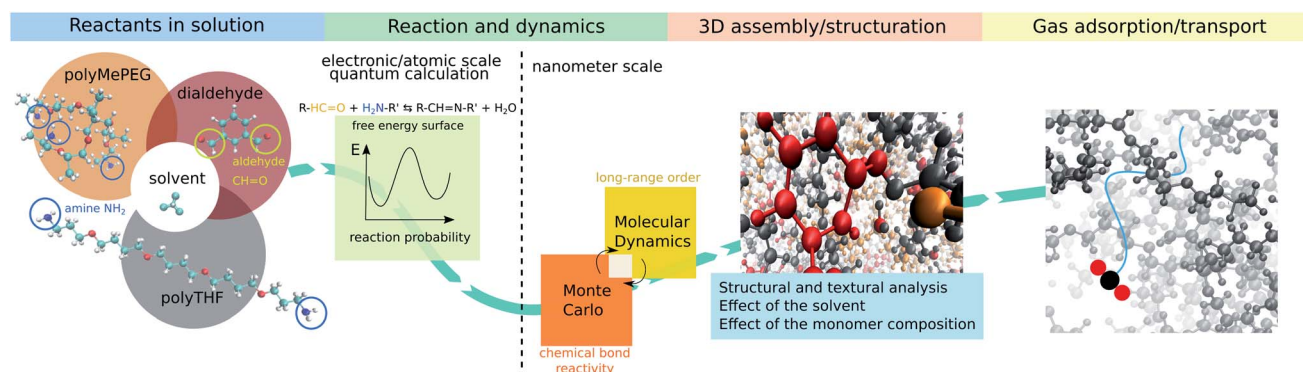 Reactants in solution
Reaction and dynamics
3D assembly/structuration
Gas adsorption/transport
polyMePEG
dialdehyde
aldehyde
CH=O
solvent
amine NH₂
polyTHF
electronic/atomic scale
quantum calculation
R-HC=O + H₂N-R' ⇆ R-CH=N-R' + H₂O
free energy surface
E
reaction probability
nanometer scale
long-range order
Molecular
Dynamics
Monte
Carlo
chemical bond
reactivity
Structural and textural analysis
Effect of the solvent
Effect of the monomer composition